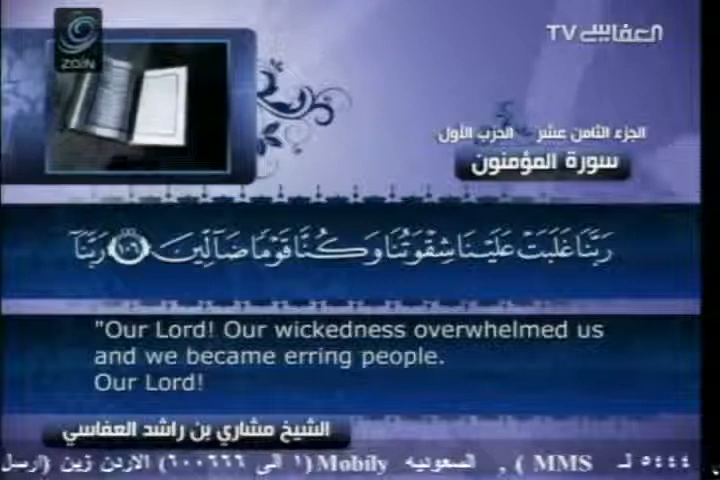 ZAIN
العفاسي TV
الجزء الثامن عشر الحزب الأول
سورة المؤمنون
رَبَّنَا غَلَبَتْ عَلَيْنَا شِقْوَتُنَا وَكُنَّا قَوْمًا ضَآلِّينَ ١٠٦ رَبَّنَآ
"Our Lord! Our wickedness overwhelmed us
and we became erring people.
Our Lord!
الشيخ مشاري بن راشد العفاسي
٥٤٤٤ لـ MMS ) , السعوديه Mobily (١ الى ٦٠٠٦٦٦) الاردن زين (ارسل